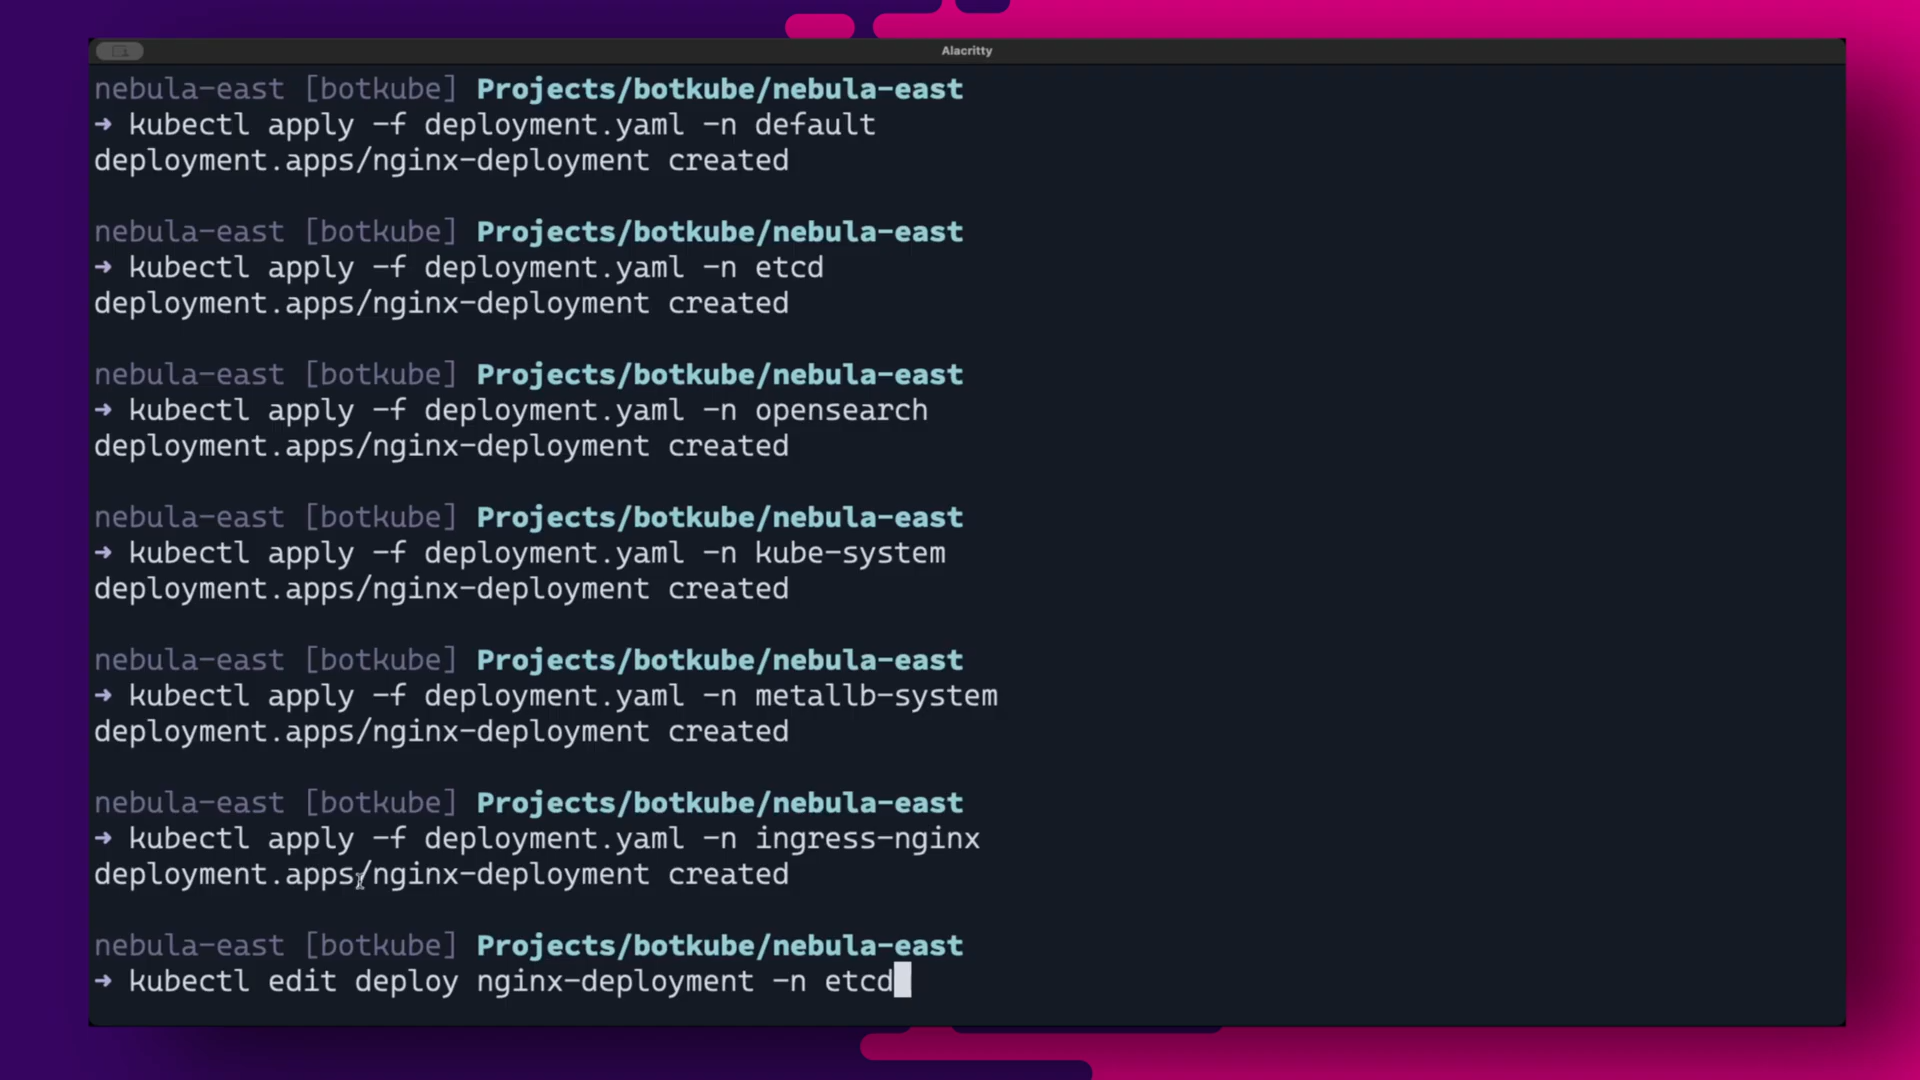 Alacritty
nebula-east [botkube] Projects/botkube/nebula-east
→ kubectl apply -f deployment.yaml -n default
deployment.apps/nginx-deployment created
nebula-east [botkube] Projects/botkube/nebula-east
→ kubectl apply -f deployment.yaml -n etcd
deployment.apps/nginx-deployment created
nebula-east [botkube] Projects/botkube/nebula-east
→ kubectl apply -f deployment.yaml -n opensearch
deployment.apps/nginx-deployment created
nebula-east [botkube] Projects/botkube/nebula-east
→ kubectl apply -f deployment.yaml -n kube-system
deployment.apps/nginx-deployment created
nebula-east [botkube] Projects/botkube/nebula-east
→ kubectl apply -f deployment.yaml -n metallb-system
deployment.apps/nginx-deployment created
nebula-east [botkube] Projects/botkube/nebula-east
→ kubectl apply -f deployment.yaml -n ingress-nginx
deployment.apps/nginx-deployment created
nebula-east [botkube] Projects/botkube/nebula-east
→ kubectl edit deploy nginx-deployment -n etcd